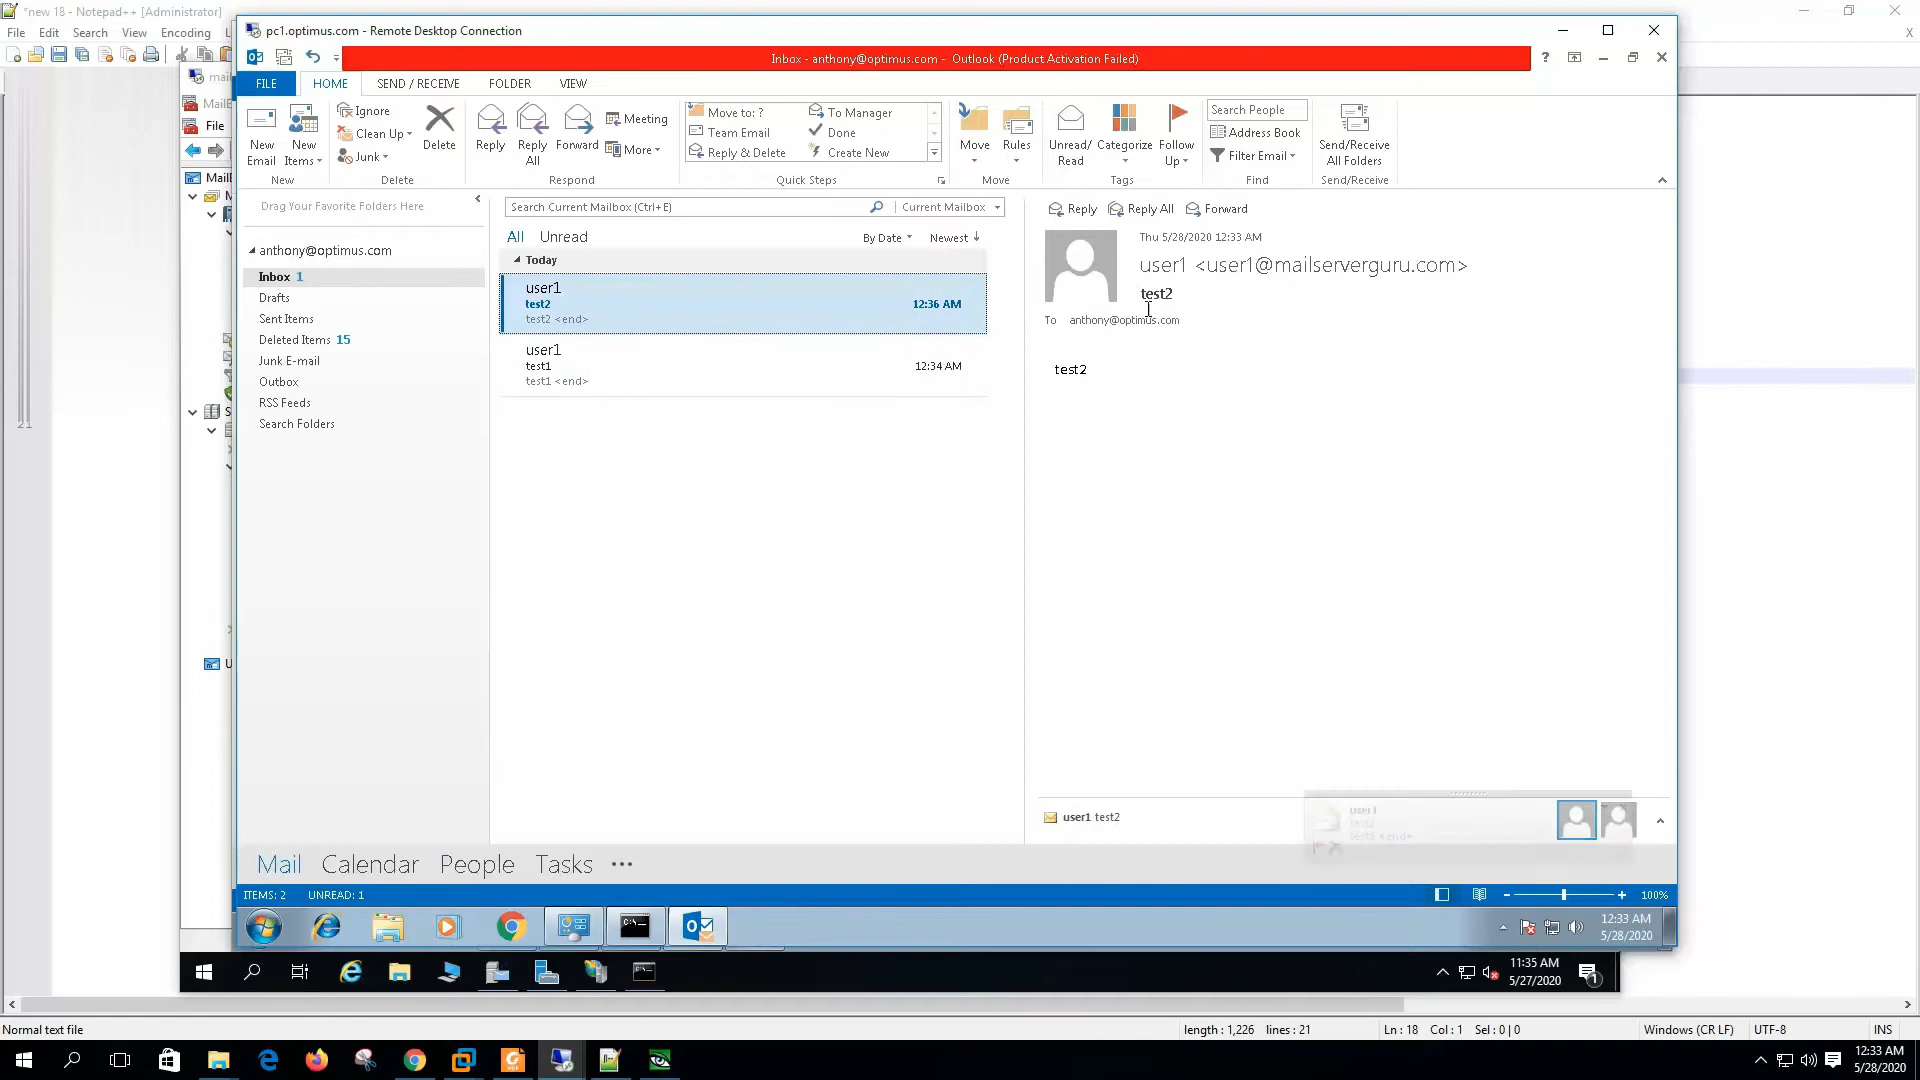 *new 18 - Notepad++ [Administrator]
File Edit Search View Encoding
pc1.optimus.com - Remote Desktop Connection
Inbox - anthony@optimus.com - Outlook (Product Activation Failed)
FILE HOME SEND / RECEIVE FOLDER VIEW
New Email
New Items
New
Ignore
Clean Up
Junk
Delete
Delete
Reply
Reply All
Forward
Meeting
More
Respond
Move to: ?
Team Email
Reply & Delete
To Manager
Done
Create New
Quick Steps
Move
Rules
Move
Unread/ Read
Categorize
Follow Up
Tags
Search People
Address Book
Filter Email
Find
Send/Receive All Folders
Send/Receive
File
Drag Your Favorite Folders Here
anthony@optimus.com
Inbox 1
Drafts
Sent Items
Deleted Items 15
Junk E-mail
Outbox
RSS Feeds
Search Folders
Search Current Mailbox (Ctrl+E)
Current Mailbox
All Unread
By Date Newest
Today
user1
test2 12:36 AM
test2 <end>
user1
test1 12:34 AM
test1 <end>
Reply Reply All Forward
Thu 5/28/2020 12:33 AM
user1 <user1@mailserverguru.com>
test2
To anthony@optimus.com
test2
user1 test2
user1
test2
test2 <end>
21
Mail Calendar People Tasks •••
ITEMS: 2 UNREAD: 1
100%
12:33 AM
5/28/2020
11:35 AM
5/27/2020
1
Normal text file
length : 1,226 lines : 21
Ln : 18 Col : 1 Sel : 0 | 0
Windows (CR LF)
UTF-8
INS
12:33 AM
5/28/2020